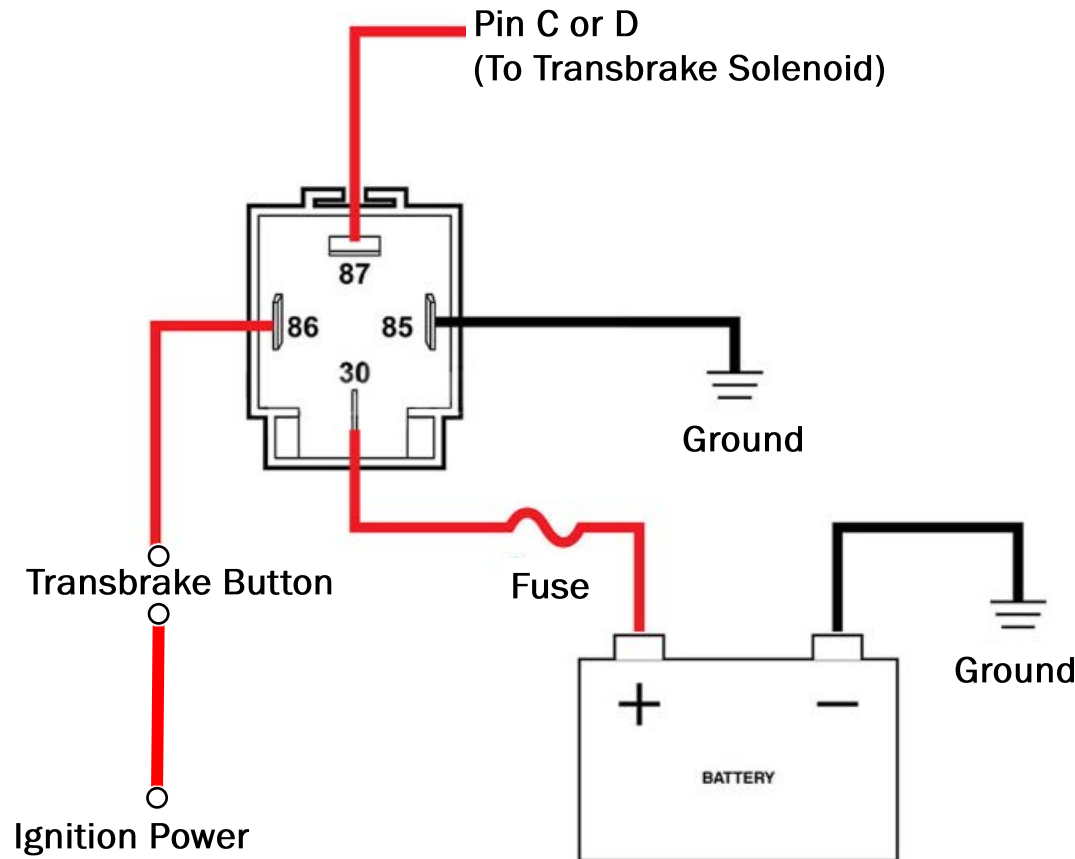 Pin C or D
(To Transbrake Solenoid)
87
86
85
30
Ground
Transbrake Button
Fuse
Ground
+
−
BATTERY
Ignition Power